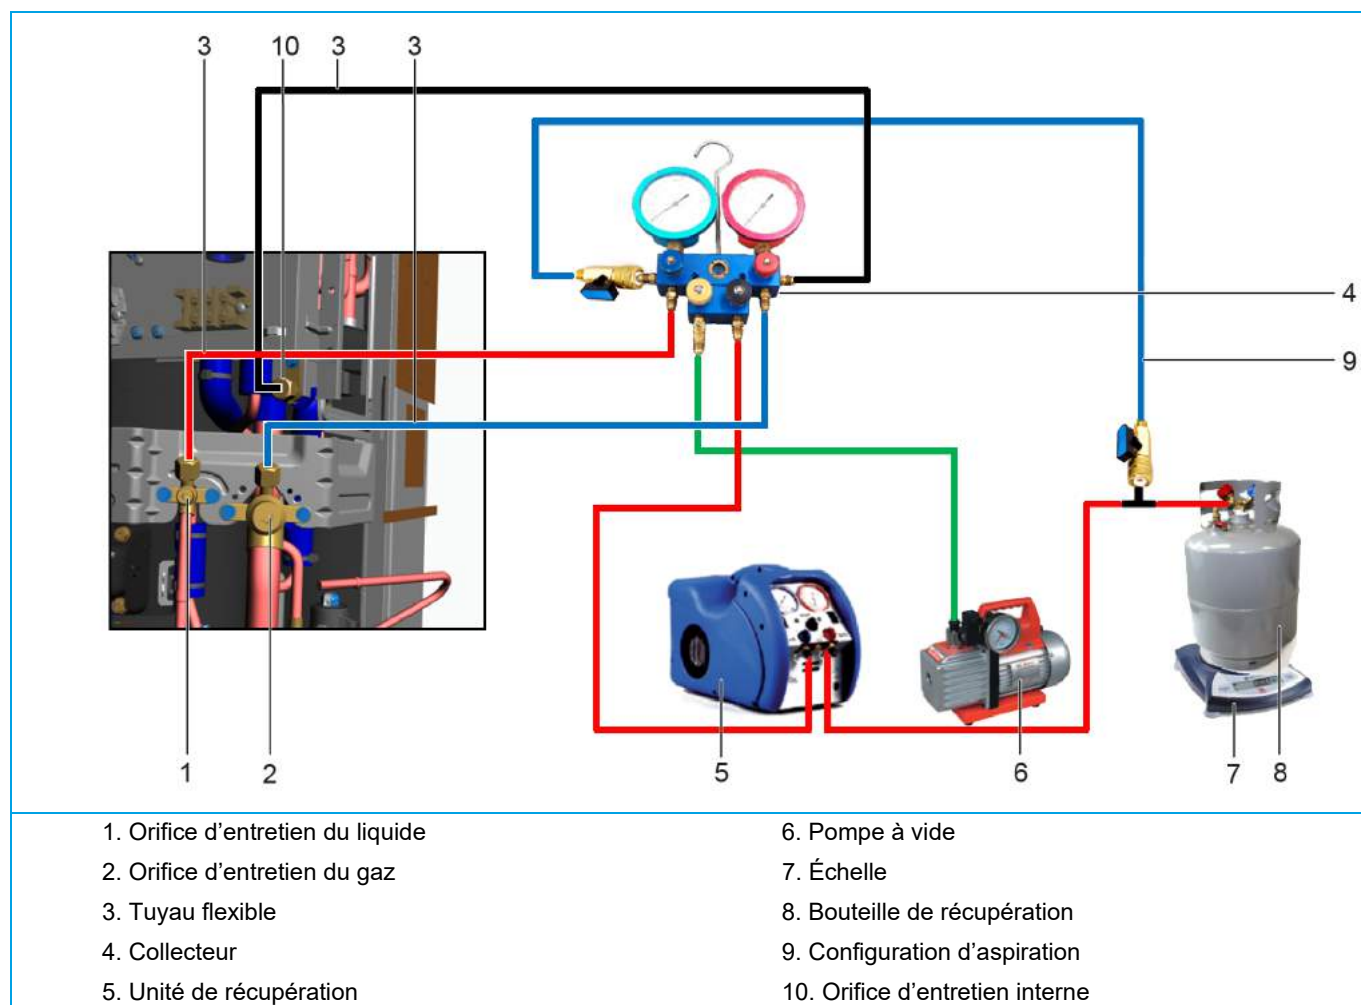 3 10 3 3
4
9
1 2 5 6 7 8
1. Orifice d’entretien du liquide
2. Orifice d’entretien du gaz
3. Tuyau flexible
4. Collecteur
5. Unité de récupération
6. Pompe à vide
7. Échelle
8. Bouteille de récupération
9. Configuration d’aspiration
10. Orifice d’entretien interne